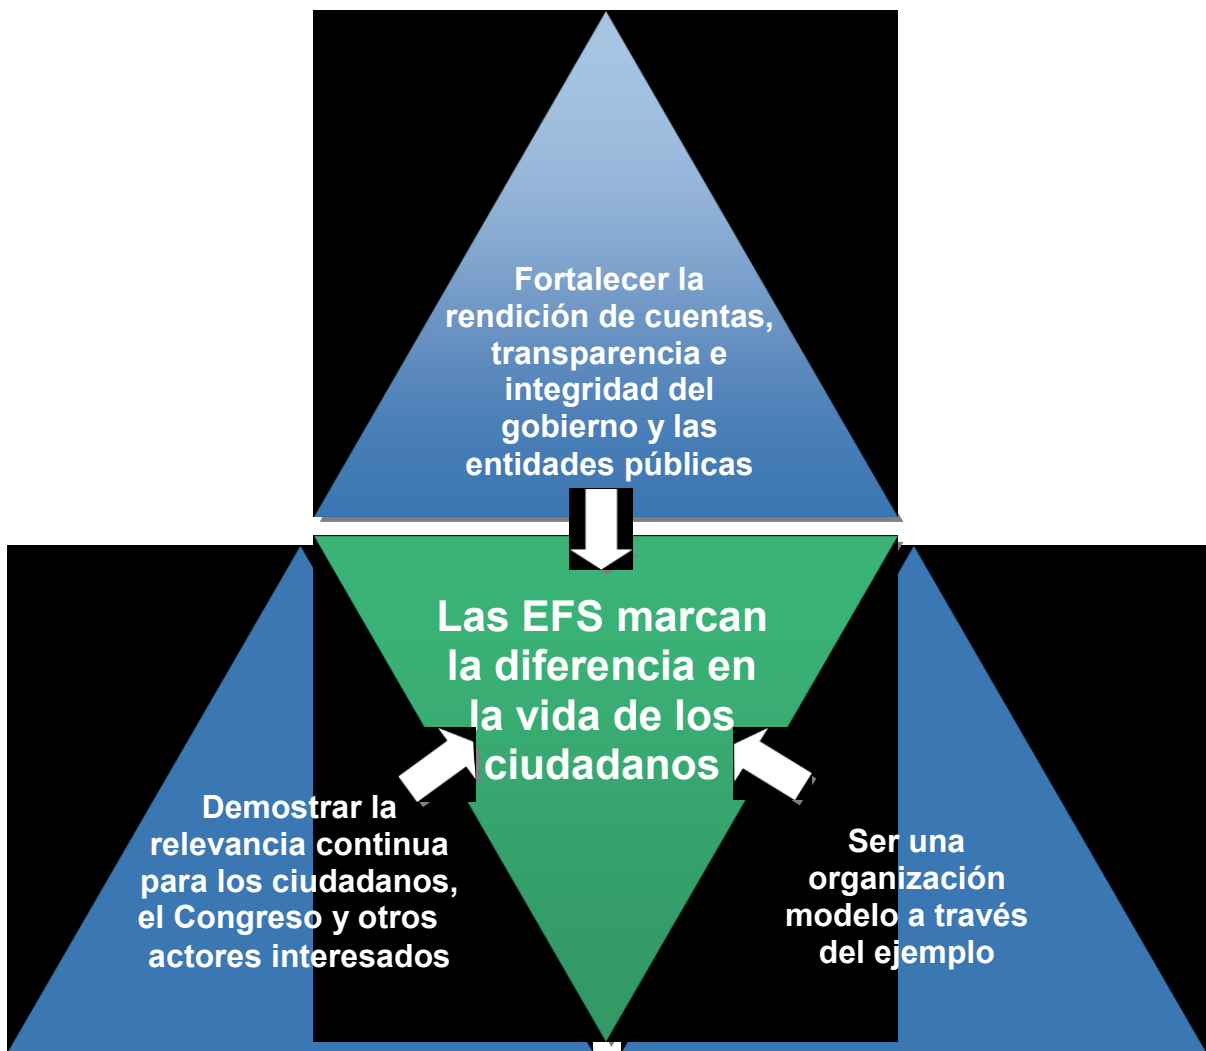 Fortalecer la
rendición de cuentas,
transparencia e
integridad del
gobierno y las
entidades públicas
Las EFS marcan
la diferencia en
la vida de los
ciudadanos
Demostrar la
relevancia continua
para los ciudadanos,
el Congreso y otros
actores interesados
Ser una
organización
modelo a través
del ejemplo